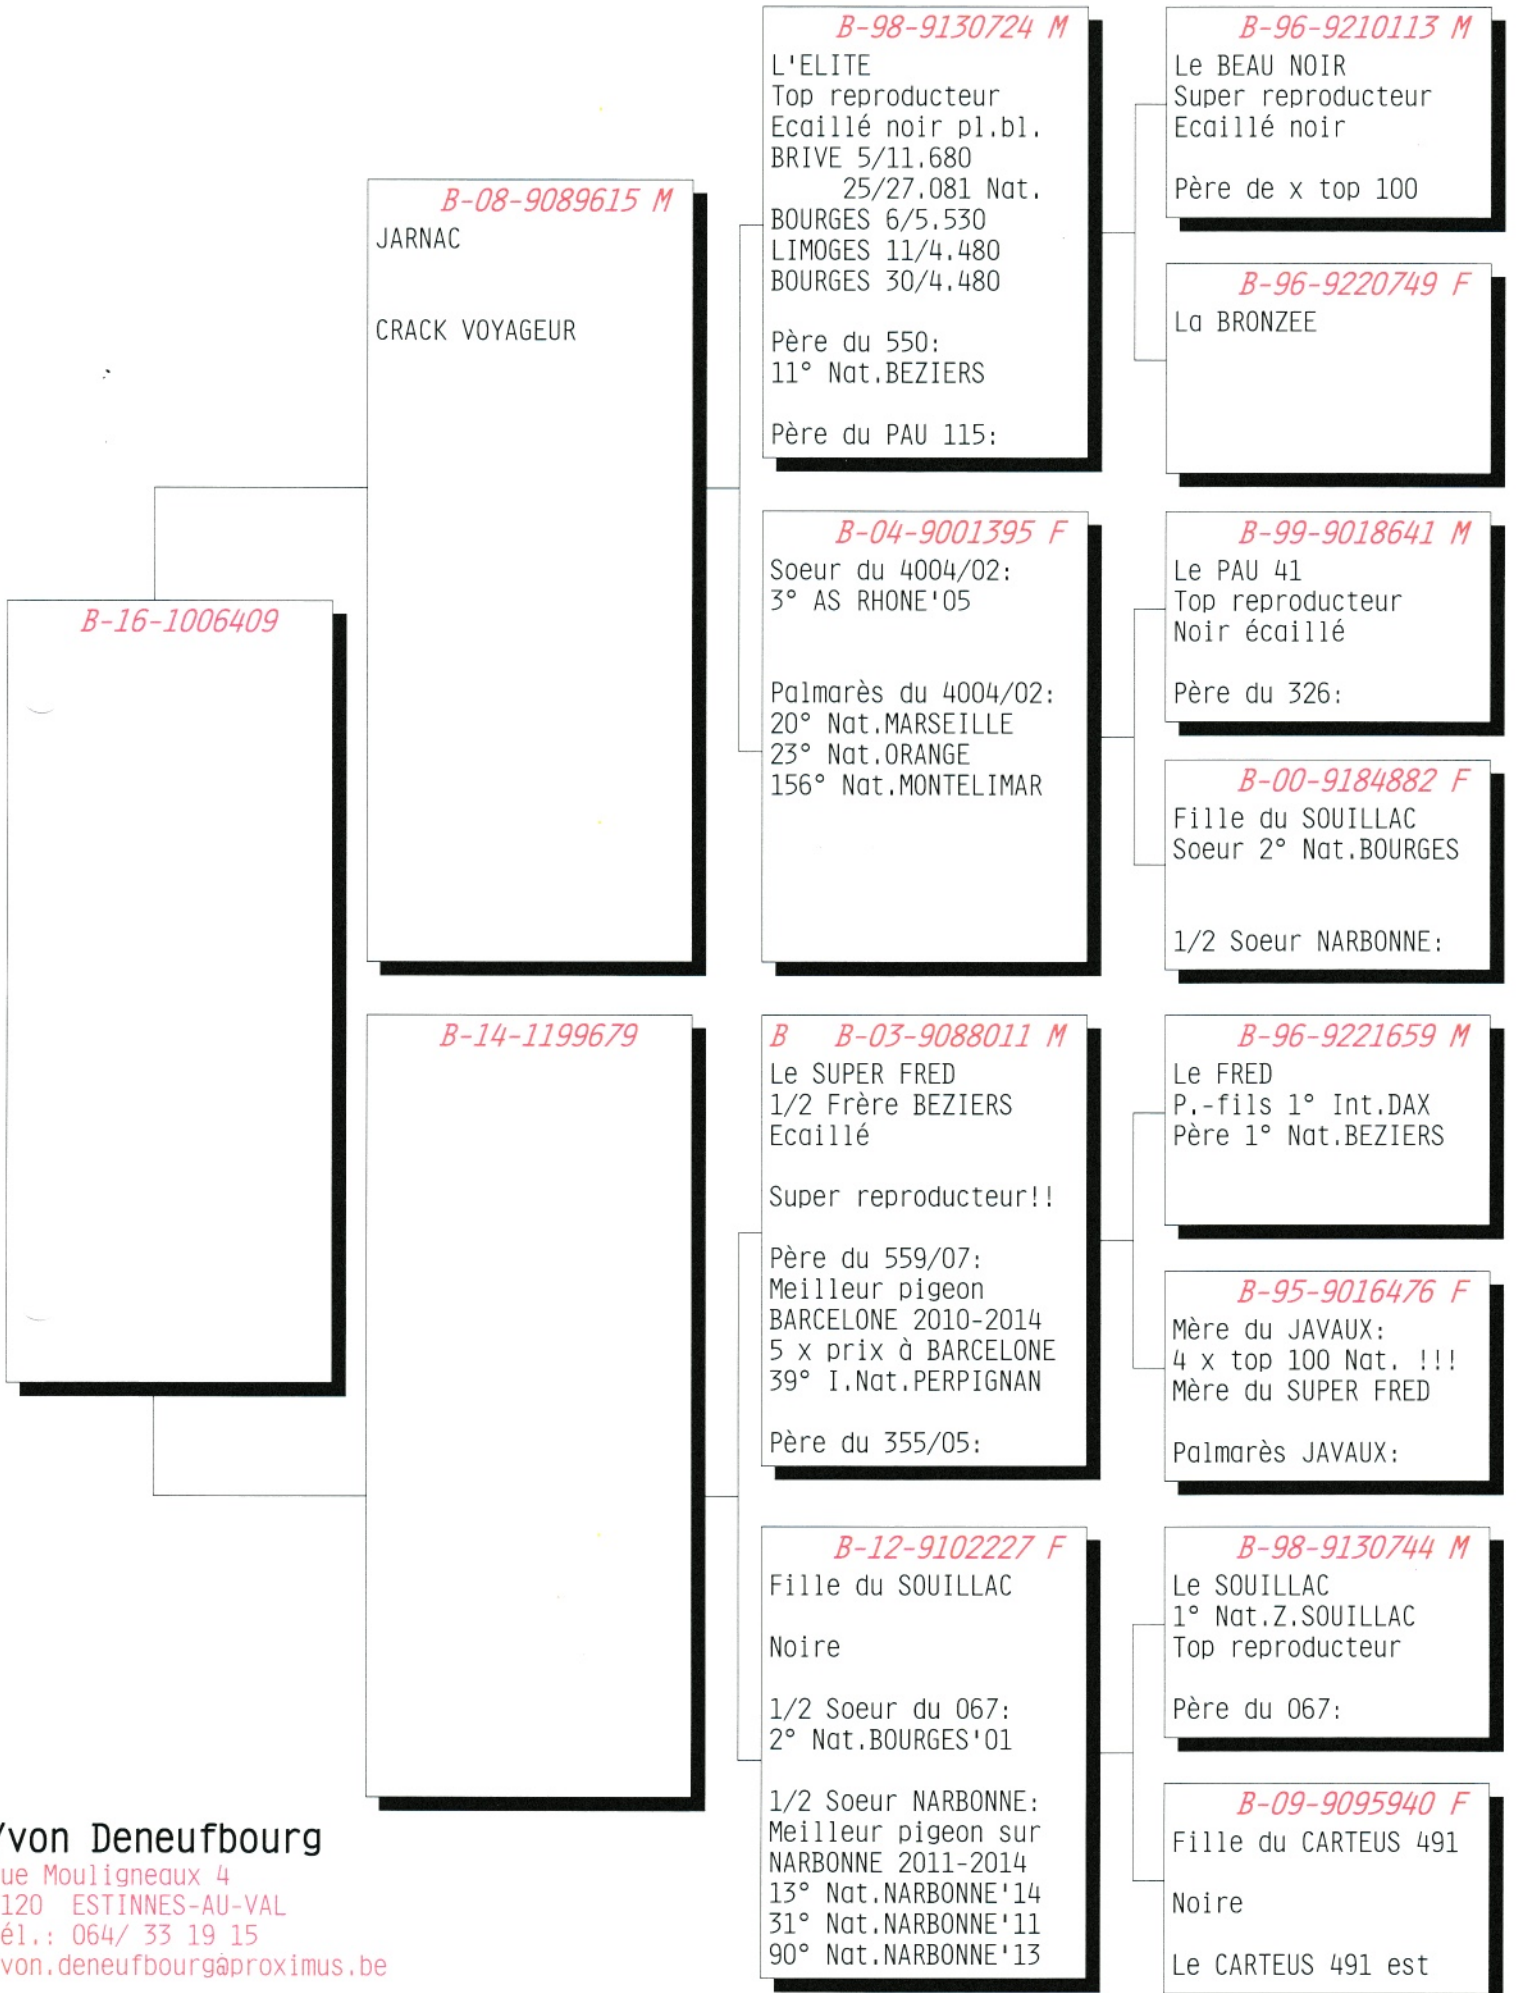 B-16-1006409
B-08-9089615 M
JARNAC
CRACK VOYAGEUR
B-14-1199679
B-98-9130724 M
L'ELITE
Top reproducteur
Ecaillé noir pl.bl.
BRIVE 5/11.680
25/27.081 Nat.
BOURGES 6/5.530
LIMOGES 11/4.480
BOURGES 30/4.480
Père du 550:
11° Nat.BEZIERS
Père du PAU 115:
B-04-9001395 F
Soeur du 4004/02:
3° AS RHONE'05
Palmarès du 4004/02:
20° Nat.MARSEILLE
23° Nat.ORANGE
156° Nat.MONTELIMAR
B B-03-9088011 M
Le SUPER FRED
1/2 Frère BEZIERS
Ecaillé
Super reproducteur!!
Père du 559/07:
Meilleur pigeon
BARCELONE 2010-2014
5 x prix à BARCELONE
39° I.Nat.PERPIGNAN
Père du 355/05:
B-12-9102227 F
Fille du SOUILLAC
Noire
1/2 Soeur du 067:
2° Nat.BOURGES'01
1/2 Soeur NARBONNE:
Meilleur pigeon sur
NARBONNE 2011-2014
13° Nat.NARBONNE'14
31° Nat.NARBONNE'11
90° Nat.NARBONNE'13
B-96-9210113 M
Le BEAU NOIR
Super reproducteur
Ecaillé noir
Père de x top 100
B-96-9220749 F
La BRONZEE
B-99-9018641 M
Le PAU 41
Top reproducteur
Noir écaillé
Père du 326:
B-00-9184882 F
Fille du SOUILLAC
Soeur 2° Nat.BOURGES
1/2 Soeur NARBONNE:
B-96-9221659 M
Le FRED
P.-fils 1° Int.DAX
Père 1° Nat.BEZIERS
B-95-9016476 F
Mère du JAVAUX:
4 x top 100 Nat. !!!
Mère du SUPER FRED
Palmarès JAVAUX:
B-98-9130744 M
Le SOUILLAC
1° Nat.Z.SOUILLAC
Top reproducteur
Père du 067:
B-09-9095940 F
Fille du CARTEUS 491
Noire
Le CARTEUS 491 est
Yvon Deneufbourg
ue Mouligneaux 4
120 ESTINNES-AU-VAL
él.: 064/ 33 19 15
von.deneufbourg@proximus.be